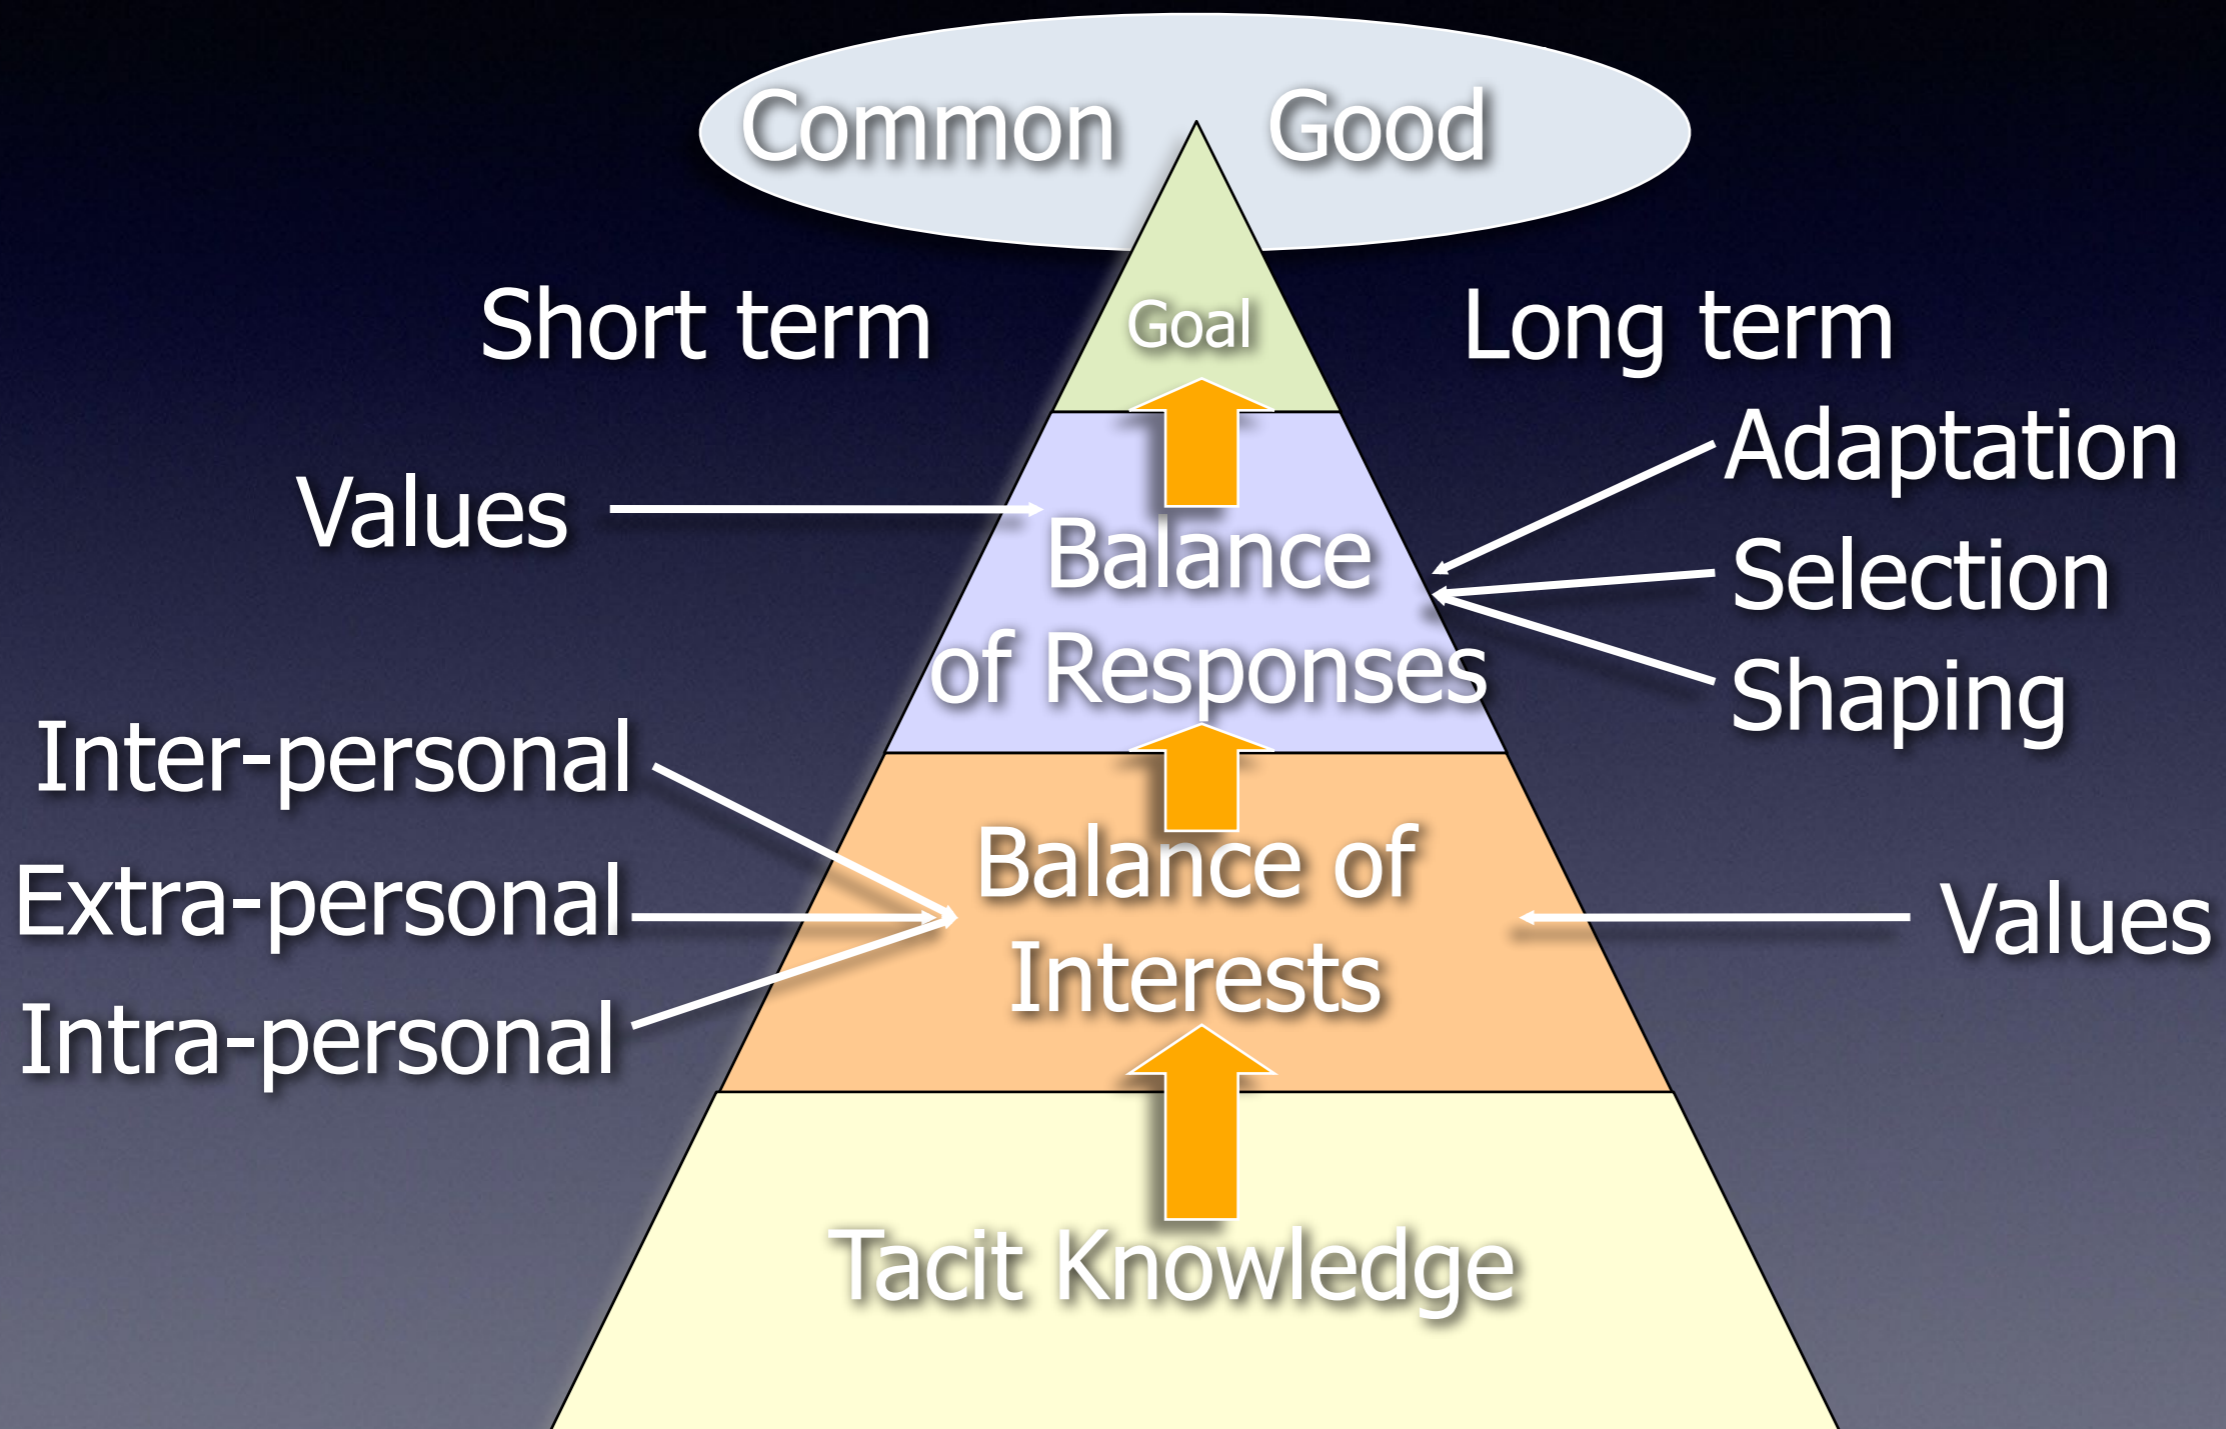 Common Good
Short term
Goal
Long term
Adaptation
Values
Balance
of Responses
Selection
Shaping
Inter-personal
Extra-personal
Intra-personal
Balance of
Interests
Values
Tacit Knowledge